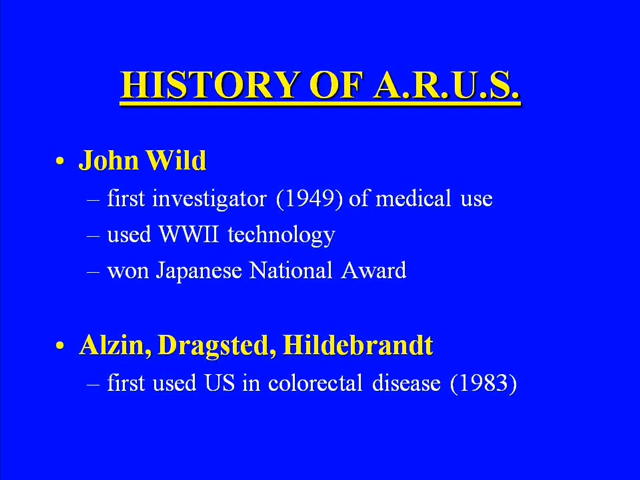 HISTORY OF A.R.U.S.
• John Wild
– first investigator (1949) of medical use
– used WWII technology
– won Japanese National Award
• Alzin, Dragsted, Hildebrandt
– first used US in colorectal disease (1983)